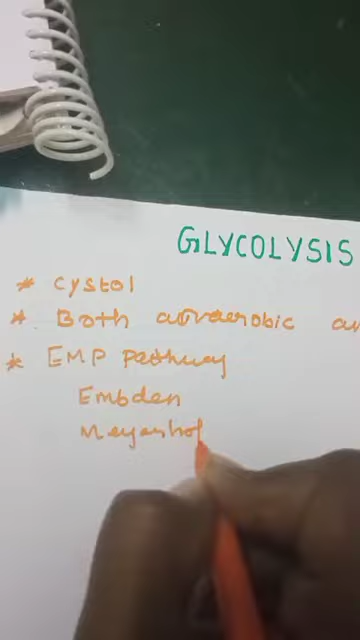 GLYCOLYSIS
* Cystol
* Both anaerobic
* EMP Pathway
Embden
Meyerhof